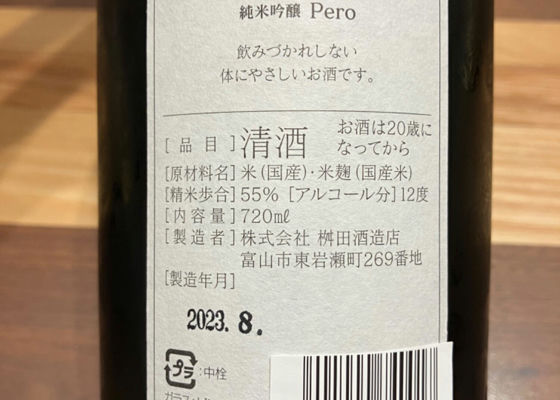 純米吟醸 Pero
飲みづかれしない
体にやさしいお酒です。
[品目]清酒 お酒は20歳に
なってから
[原材料名]米(国産)・米麹(国産米)
[精米歩合]55% [アルコール分]12度
[内容量]720mℓ
[製造者]株式会社 桝田酒造店
富山市東岩瀬町269番地
[製造年月]
2023.8.
プラ:中栓